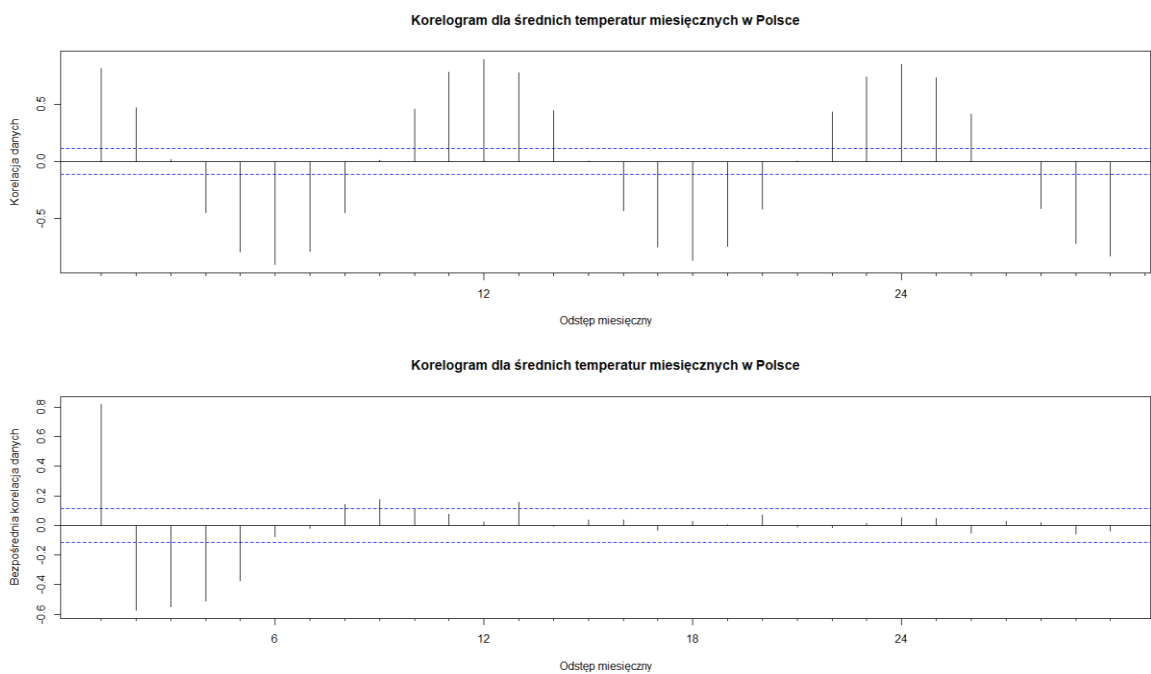 Korelogram dla średnich temperatur miesięcznych w Polsce
Korelacja danych
0.5
0.0
-0.5
12
24
Odstęp miesięczny
Korelogram dla średnich temperatur miesięcznych w Polsce
Bezpośrednia korelacja danych
0.8
0.6
0.4
0.2
0.0
-0.2
-0.4
-0.6
6
12
18
24
Odstęp miesięczny